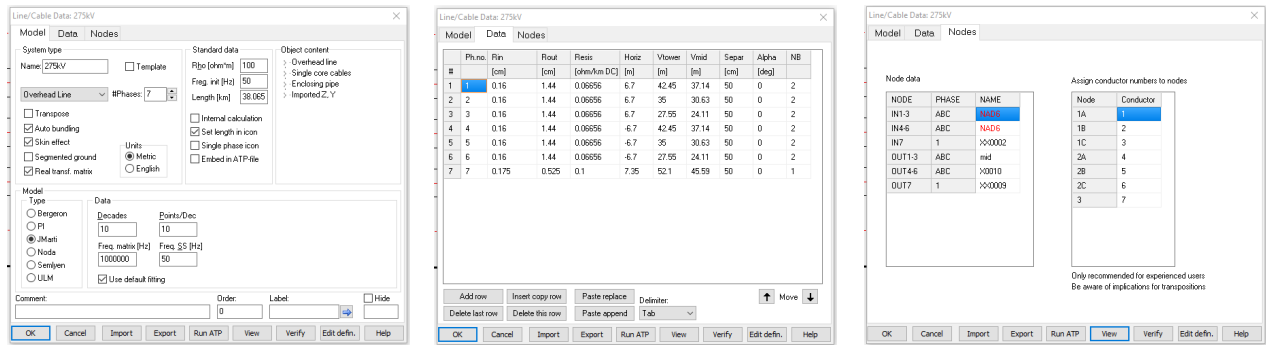 Line/Cable Data: 275kV
Model Data Nodes
System type
Name: 275kV Template
Overhead Line #Phases: 7
Transpose
Auto bundling
Skin effect
Segmented ground
Real transf. matrix
Units
Metric
English
Standard data
Rho [ohm*m] 100
Freq. init [Hz] 50
Length [km] 38.065
Internal calculation
Set length in icon
Single phase icon
Embed in ATP-file
Object content
Overhead line
Single core cables
Enclosing pipe
Imported Z, Y
Model
Type
Bergeron
PI
JMarti
Noda
Semlyen
ULM
Data
Decades Points/Dec
10 10
Freq. matrix [Hz] Freq. SS [Hz]
1000000 50
Use default fitting
Comment: Order: Label: Hide
0
OK Cancel Import Export Run ATP View Verify Edit defin. Help
Line/Cable Data: 275kV
Model Data Nodes
Ph.no. Rin Rout Resis Horiz Vtower Vmid Separ Alpha NB
# [cm] [cm] [ohm/km DC] [m] [m] [m] [cm] [deg]
1 1 0.16 1.44 0.06656 6.7 42.45 37.14 50 0 2
2 2 0.16 1.44 0.06656 6.7 35 30.63 50 0 2
3 3 0.16 1.44 0.06656 6.7 27.55 24.11 50 0 2
4 4 0.16 1.44 0.06656 -6.7 42.45 37.14 50 0 2
5 5 0.16 1.44 0.06656 -6.7 35 30.63 50 0 2
6 6 0.16 1.44 0.06656 -6.7 27.55 24.11 50 0 2
7 7 0.175 0.525 0.1 7.35 52.1 45.59 50 0 1
Add row Insert copy row Paste replace Delimiter: Move
Delete last row Delete this row Paste append Tab
OK Cancel Import Export Run ATP View Verify Edit defin. Help
Line/Cable Data: 275kV
Model Data Nodes
Node data
NODE PHASE NAME
IN1-3 ABC NAD6
IN4-6 ABC NAD6
IN7 1 XX0002
OUT1-3 ABC mid
OUT4-6 ABC X0010
OUT7 1 XX0009
Assign conductor numbers to nodes
Node Conductor
1A 1
1B 2
1C 3
2A 4
2B 5
2C 6
3 7
Only recommended for experienced users
Be aware of implications for transpositions
OK Cancel Import Export Run ATP View Verify Edit defin. Help